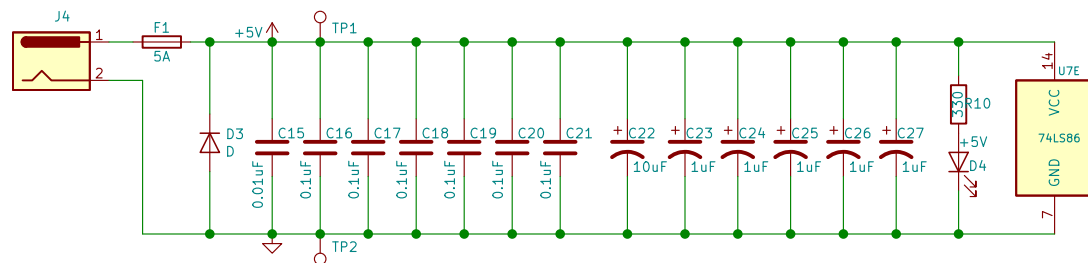 J4
1
2
F1
5A
+5V
TP1
D3
D
C15
0.01uF
C16
0.1uF
C17
0.1uF
C18
0.1uF
C19
0.1uF
C20
0.1uF
C21
0.1uF
+
C22
10uF
+
C23
1uF
+
C24
1uF
+
C25
1uF
+
C26
1uF
+
C27
1uF
330
R10
+5V
D4
14
U7E
VCC
74LS86
GND
7
TP2